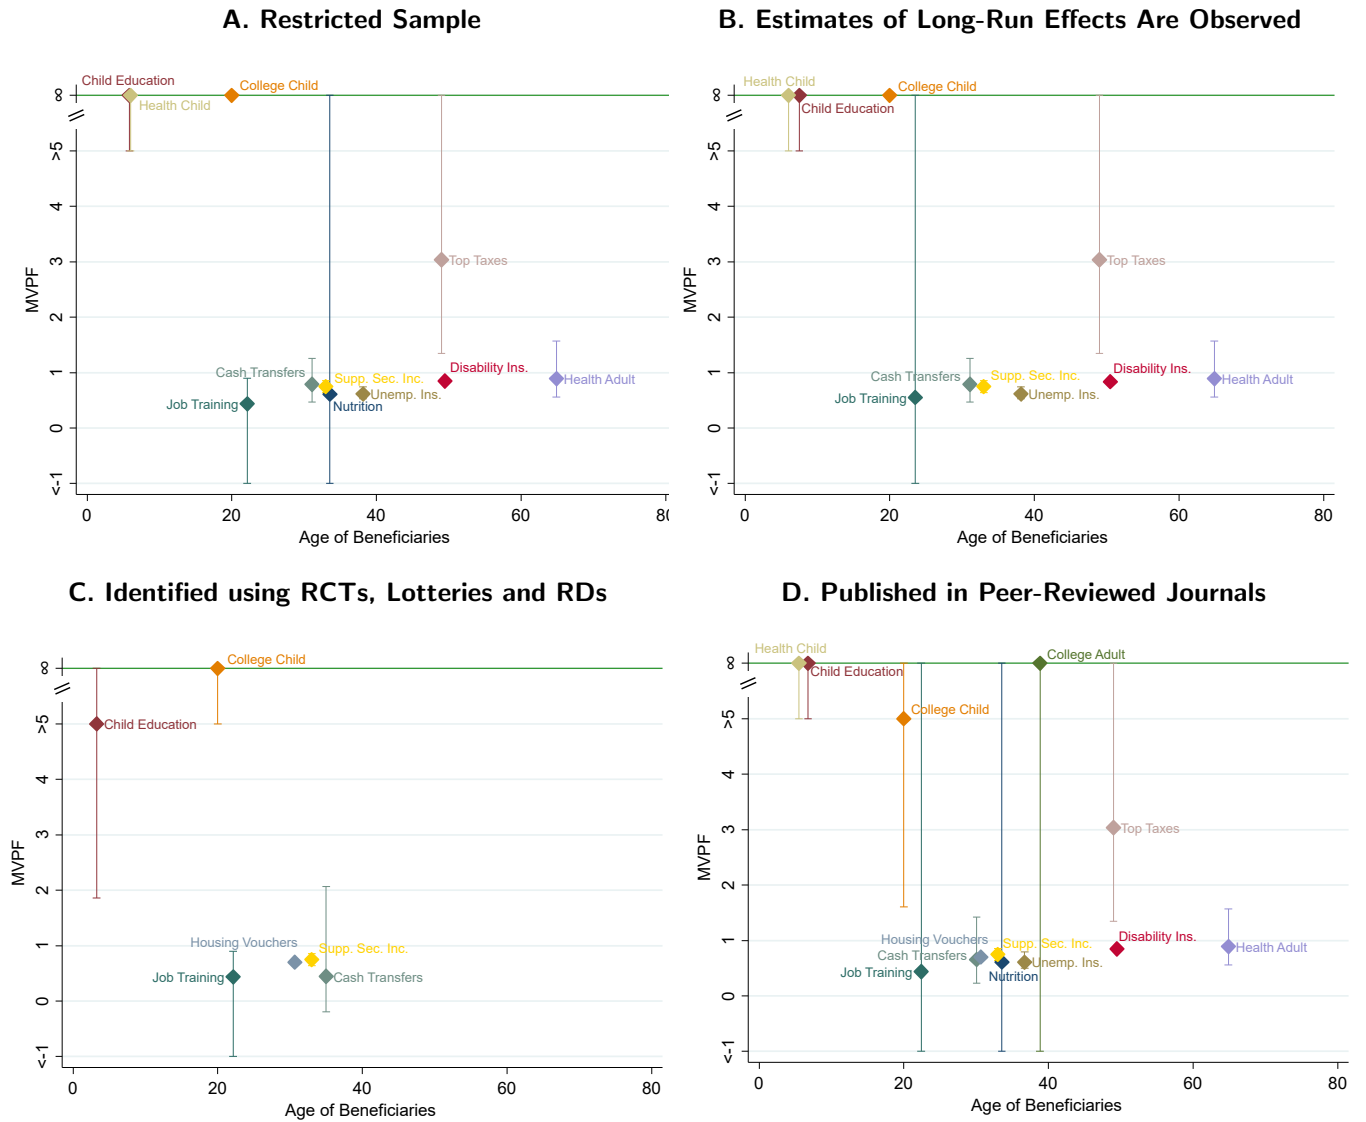 A. Restricted Sample
Child Education
College Child
Health Child
∞
>5
4
3
2
1
0
<-1
MVPF
Top Taxes
Disability Ins.
Cash Transfers
Supp. Sec. Inc.
Health Adult
Unemp. Ins.
Job Training
Nutrition
0 20 40 60 80
Age of Beneficiaries
B. Estimates of Long-Run Effects Are Observed
Health Child
College Child
Child Education
∞
>5
4
3
2
1
0
<-1
MVPF
Top Taxes
Disability Ins.
Cash Transfers
Supp. Sec. Inc.
Health Adult
Unemp. Ins.
Job Training
0 20 40 60 80
Age of Beneficiaries
C. Identified using RCTs, Lotteries and RDs
College Child
∞
>5
4
3
2
1
0
<-1
MVPF
Child Education
Housing Vouchers
Supp. Sec. Inc.
Job Training
Cash Transfers
0 20 40 60 80
Age of Beneficiaries
D. Published in Peer-Reviewed Journals
Health Child
College Adult
Child Education
∞
>5
4
3
2
1
0
<-1
MVPF
College Child
Top Taxes
Housing Vouchers
Supp. Sec. Inc.
Disability Ins.
Cash Transfers
Health Adult
Unemp. Ins.
Job Training
Nutrition
0 20 40 60 80
Age of Beneficiaries